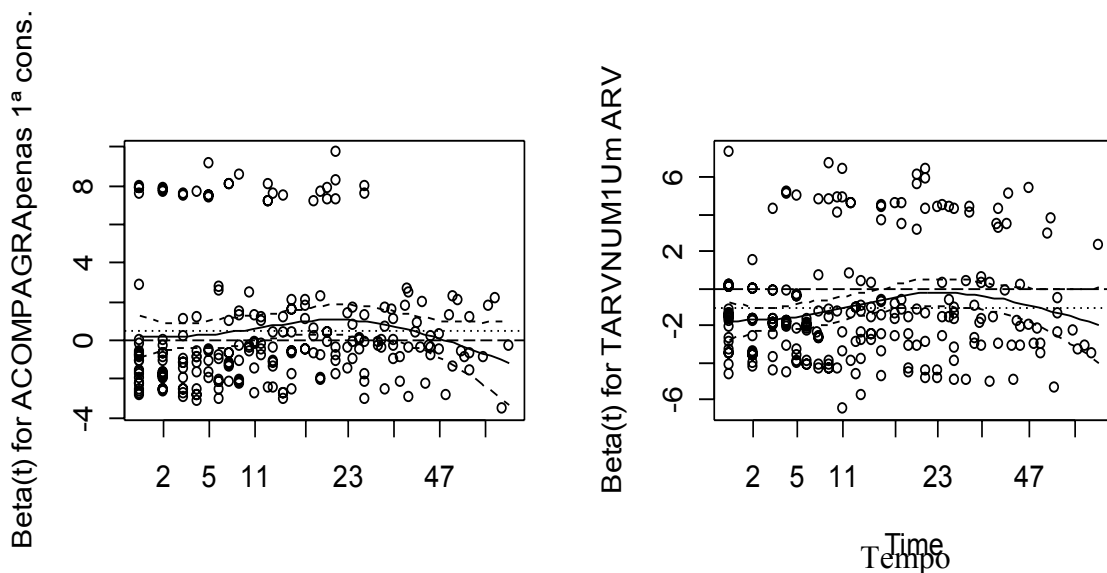 Beta(t) for ACOMPAGRApenas 1ª cons.
8
4
0
-4
2 5 11 23 47
Beta(t) for TARVNUM1Um ARV
6
2
-2
-6
2 5 11 23 47
Time
Tempo